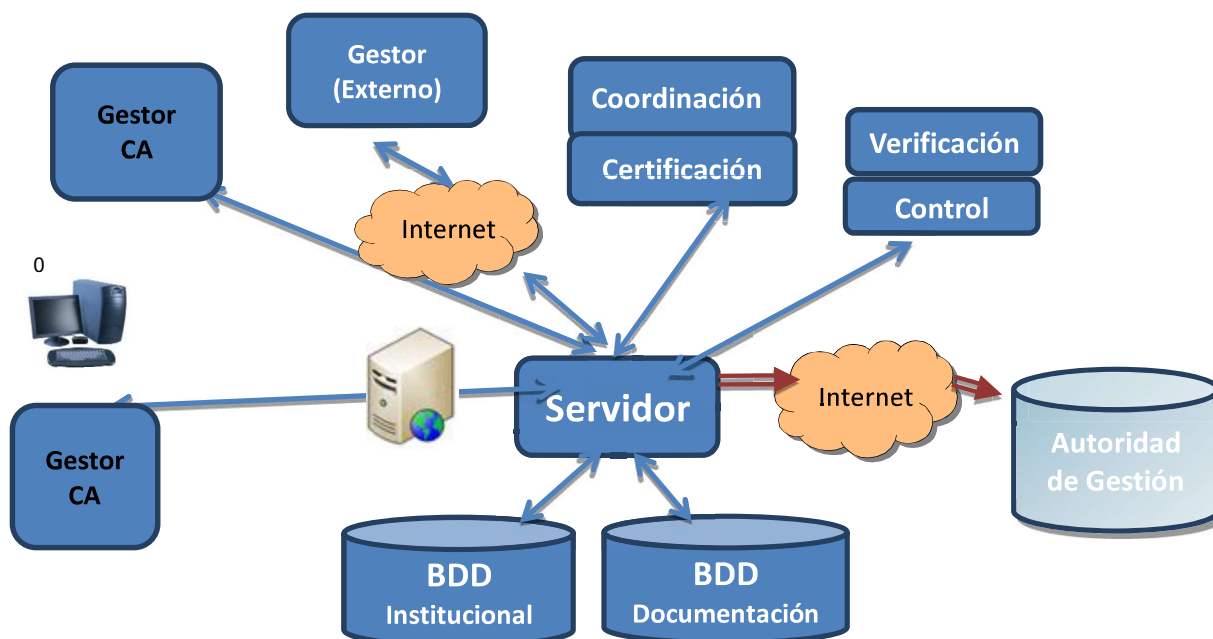 Gestor
(Externo)
Gestor
CA
Coordinación
Certificación
Verificación
Control
Internet
0
Servidor
Internet
Autoridad
de Gestión
Gestor
CA
BDD
Institucional
BDD
Documentación